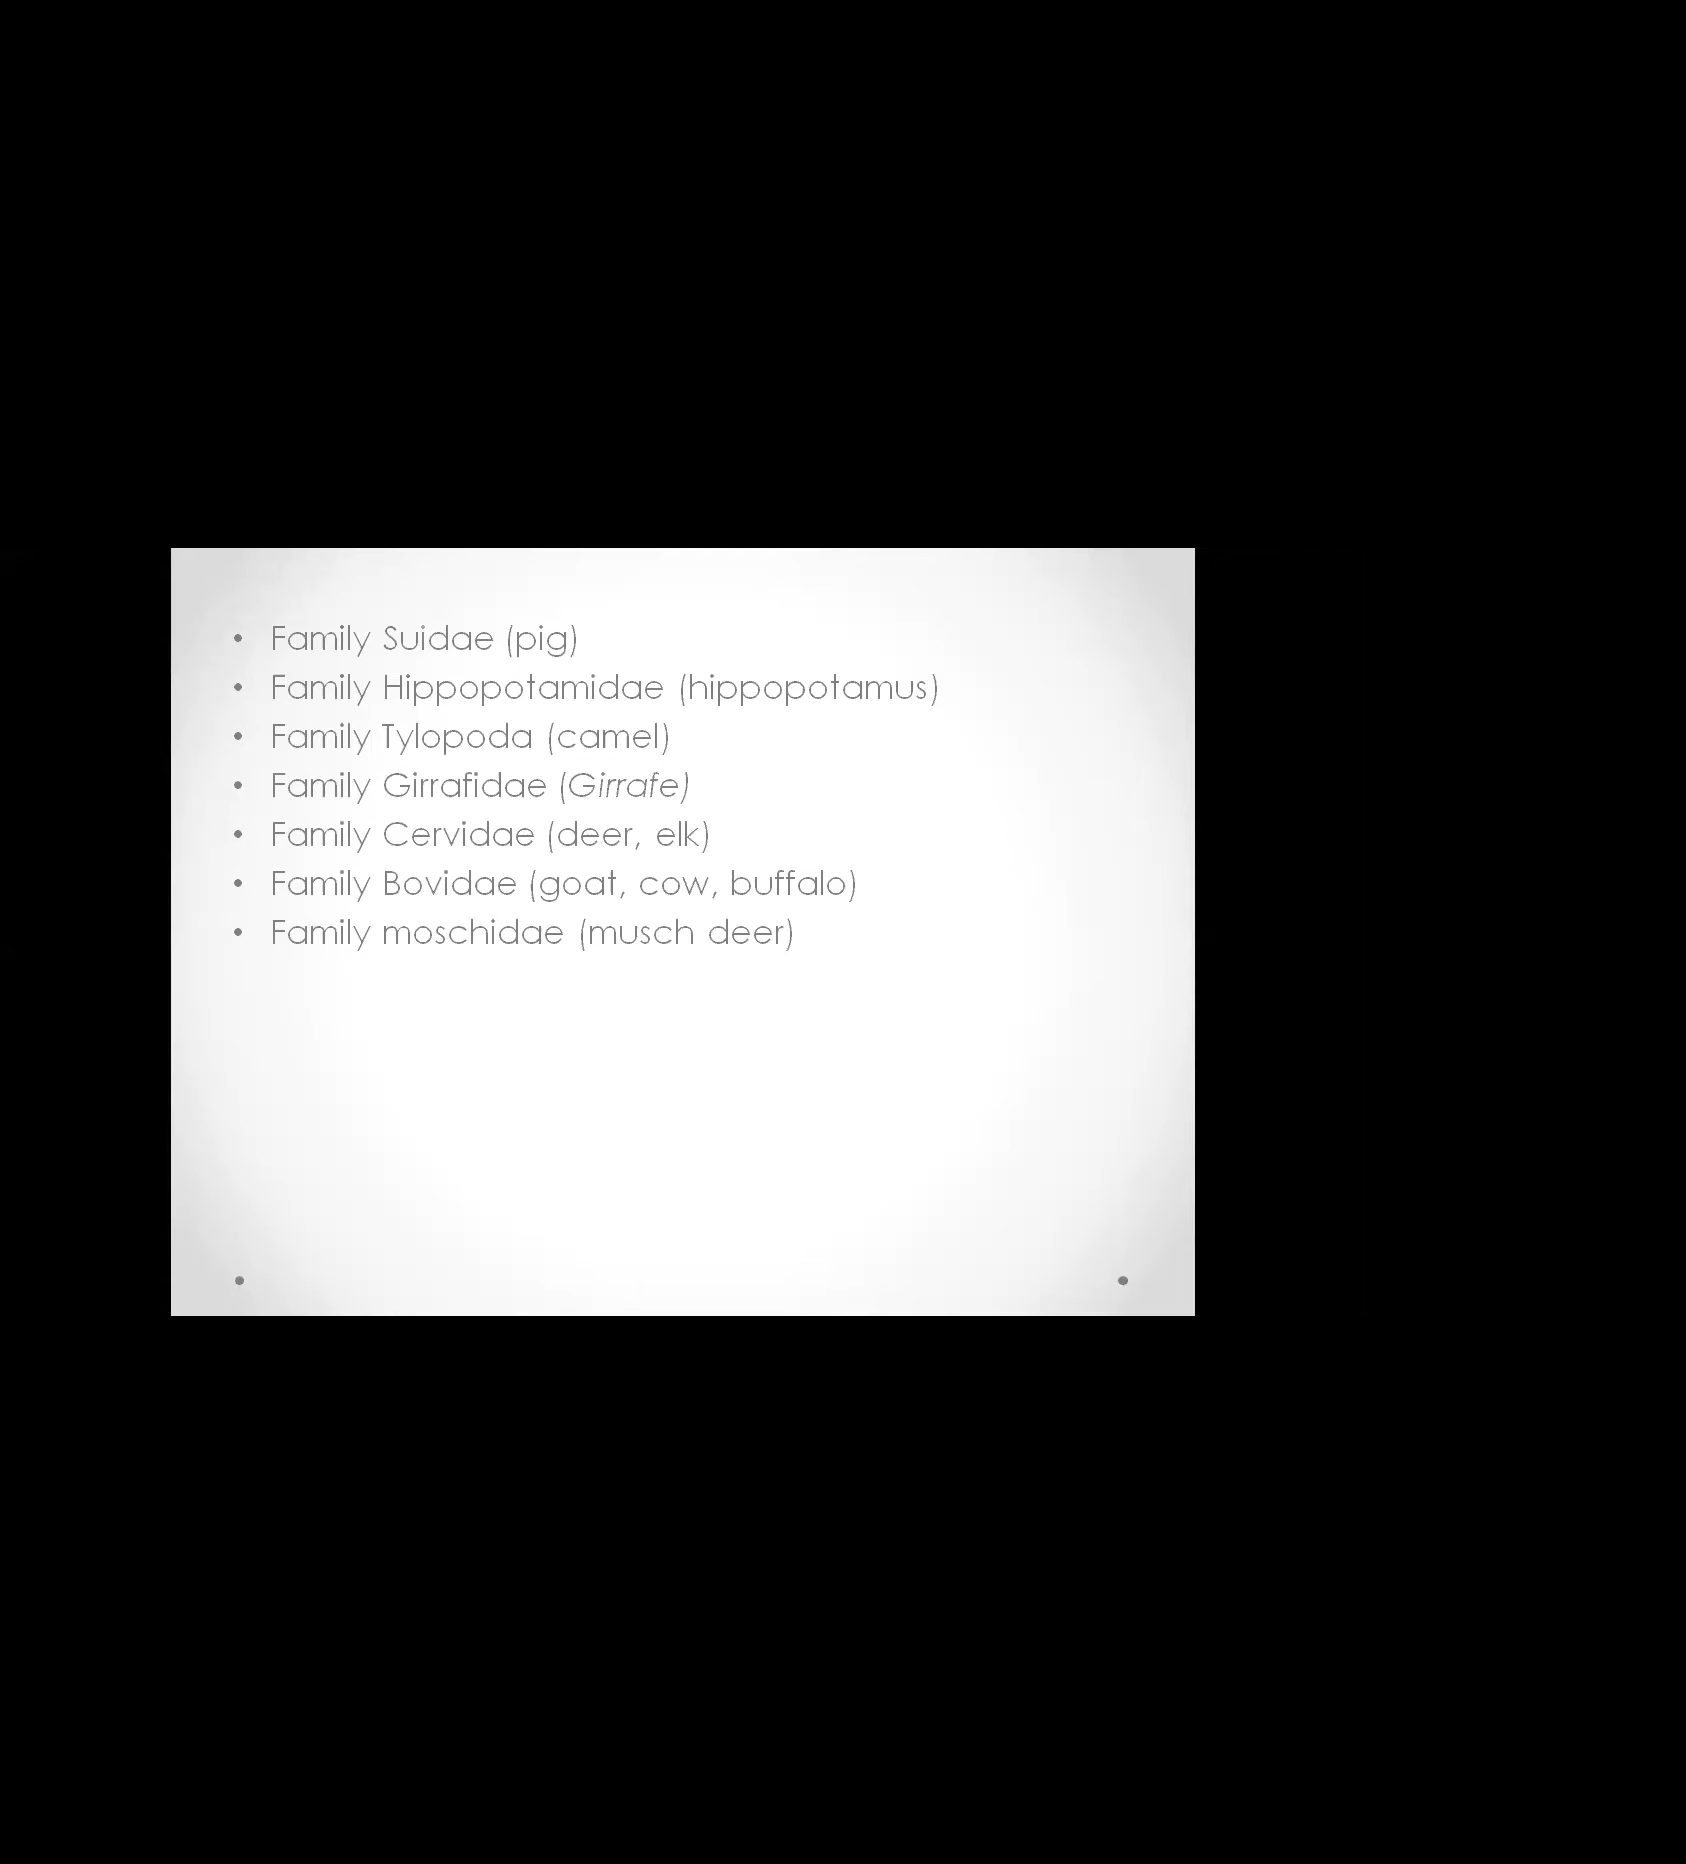 • Family Suidae (pig)
• Family Hippopotamidae (hippopotamus)
• Family Tylopoda (camel)
• Family Girrafidae (Girrafe)
• Family Cervidae (deer, elk)
• Family Bovidae (goat, cow, buffalo)
• Family moschidae (musch deer)